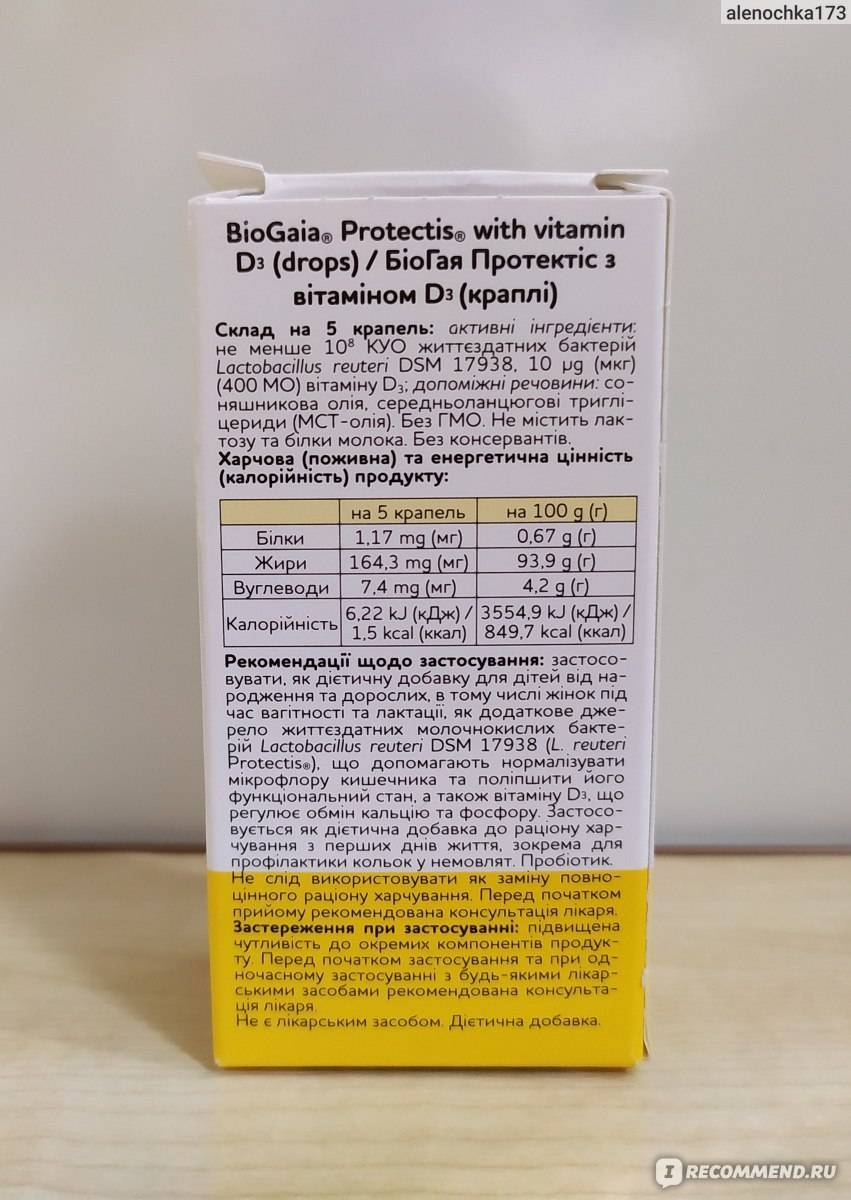 alenochka173
BioGaia® Protectis® with vitamin
D3 (drops) / БіоГая Протектіс з
вітаміном D3 (краплі)
Склад на 5 крапель: активні інгредієнти:
не менше 10⁸ КУО життєздатних бактерій
Lactobacillus reuteri DSM 17938, 10 µg (мкг)
(400 МО) вітаміну D3; допоміжні речовини: со-
няшникова олія, середньоланцюгові тригліˍ
цериди (МСТ-олія). Без ГМО. Не містить лак-
тозу та білки молока. Без консервантів.
Харчова (поживна) та енергетична цінність
(калорійність) продукту:
на 5 крапель на 100 g (г)
Білки 1,17 mg (мг) 0,67 g (г)
Жири 164,3 mg (мг) 93,9 g (г)
Вуглеводи 7,4 mg (мг) 4,2 g (г)
Калорійність 6,22 kJ (кДж) / 3554,9 kJ (кДж) /
1,5 kcal (ккал) 849,7 kcal (ккал)
Рекомендації щодо застосування: застосо-
вувати, як дієтичну добавку для дітей від на-
родження та дорослих, в тому числі жінок під
час вагітності та лактації, як додаткове дже-
рело життєздатних молочнокислих бакте-
рій Lactobacillus reuteri DSM 17938 (L. reuteri
Protectis®), що допомагають нормалізувати
мікрофлору кишечника та поліпшити його
функціональний стан, а також вітаміну D3, що
регулює обмін кальцію та фосфору. Застосо-
вується як дієтична добавка до раціону хар-
чування з перших днів життя, зокрема для
профілактики кольок у немовлят. Пробіотик.
Не слід використовувати як заміну повно-
цінного раціону харчування. Перед початком
прийому рекомендована консультація лікаря.
Застереження при застосуванні: підвищена
чутливість до окремих компонентів продук-
ту. Перед початком застосування та при од-
ночасному застосуванні з будь-якими лікар-
ськими засобами рекомендована консульта-
ція лікаря.
Не є лікарським засобом. Дієтична добавка.
I RECOMMEND.RU